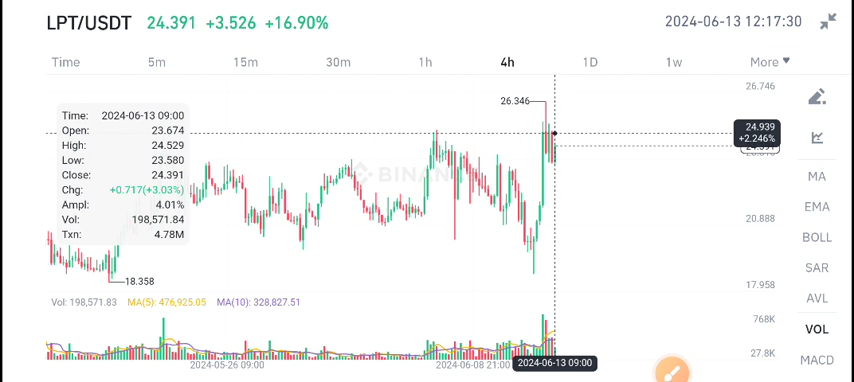 LPT/USDT 24.391 +3.526 +16.90% 2024-06-13 12:17:30
Time 5m 15m 30m 1h 4h 1D 1w More
26.746
26.346
Time: 2024-06-13 09:00
Open: 23.674
High: 24.529
Low: 23.580
Close: 24.391
Chg: +0.717(+3.03%)
Ampl: 4.01%
Vol: 198,571.84
Txn: 4.78M
24.939
+2.246%
BINAN
20.888
18.358
17.958
Vol: 198,571.83 MA(5): 476,925.05 MA(10): 328,827.51
768K
27.8K
2024-05-26 09:00 2024-06-08 21:00 2024-06-13 09:00
MA
EMA
BOLL
SAR
AVL
VOL
MACD